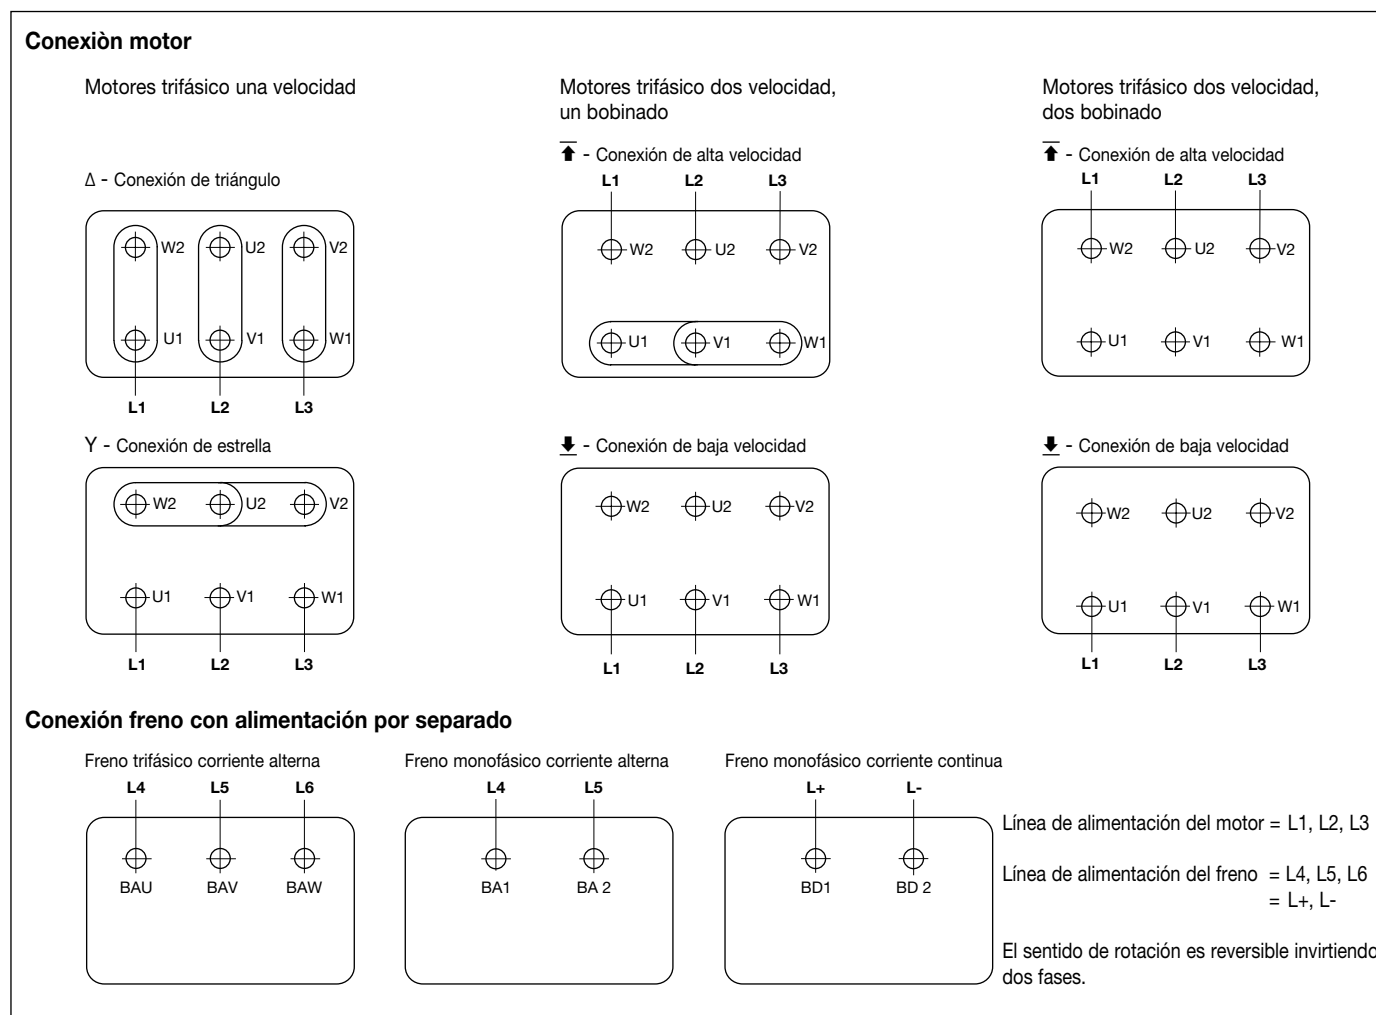 Conexiòn motor
Motores trifásico una velocidad
Δ - Conexión de triángulo
W2 U2 V2
U1 V1 W1
L1 L2 L3
Y - Conexión de estrella
W2 U2 V2
U1 V1 W1
L1 L2 L3
Motores trifásico dos velocidad,
un bobinado
- Conexión de alta velocidad
L1 L2 L3
W2 U2 V2
U1 V1 W1
- Conexión de baja velocidad
W2 U2 V2
U1 V1 W1
L1 L2 L3
Motores trifásico dos velocidad,
dos bobinado
- Conexión de alta velocidad
L1 L2 L3
W2 U2 V2
U1 V1 W1
- Conexión de baja velocidad
W2 U2 V2
U1 V1 W1
L1 L2 L3
Conexión freno con alimentación por separado
Freno trifásico corriente alterna
L4 L5 L6
BAU BAV BAW
Freno monofásico corriente alterna
L4 L5
BA1 BA 2
Freno monofásico corriente continua
L+ L-
BD1 BD 2
Línea de alimentación del motor = L1, L2, L3
Línea de alimentación del freno = L4, L5, L6
= L+, L-
El sentido de rotación es reversible invirtiendo
dos fases.